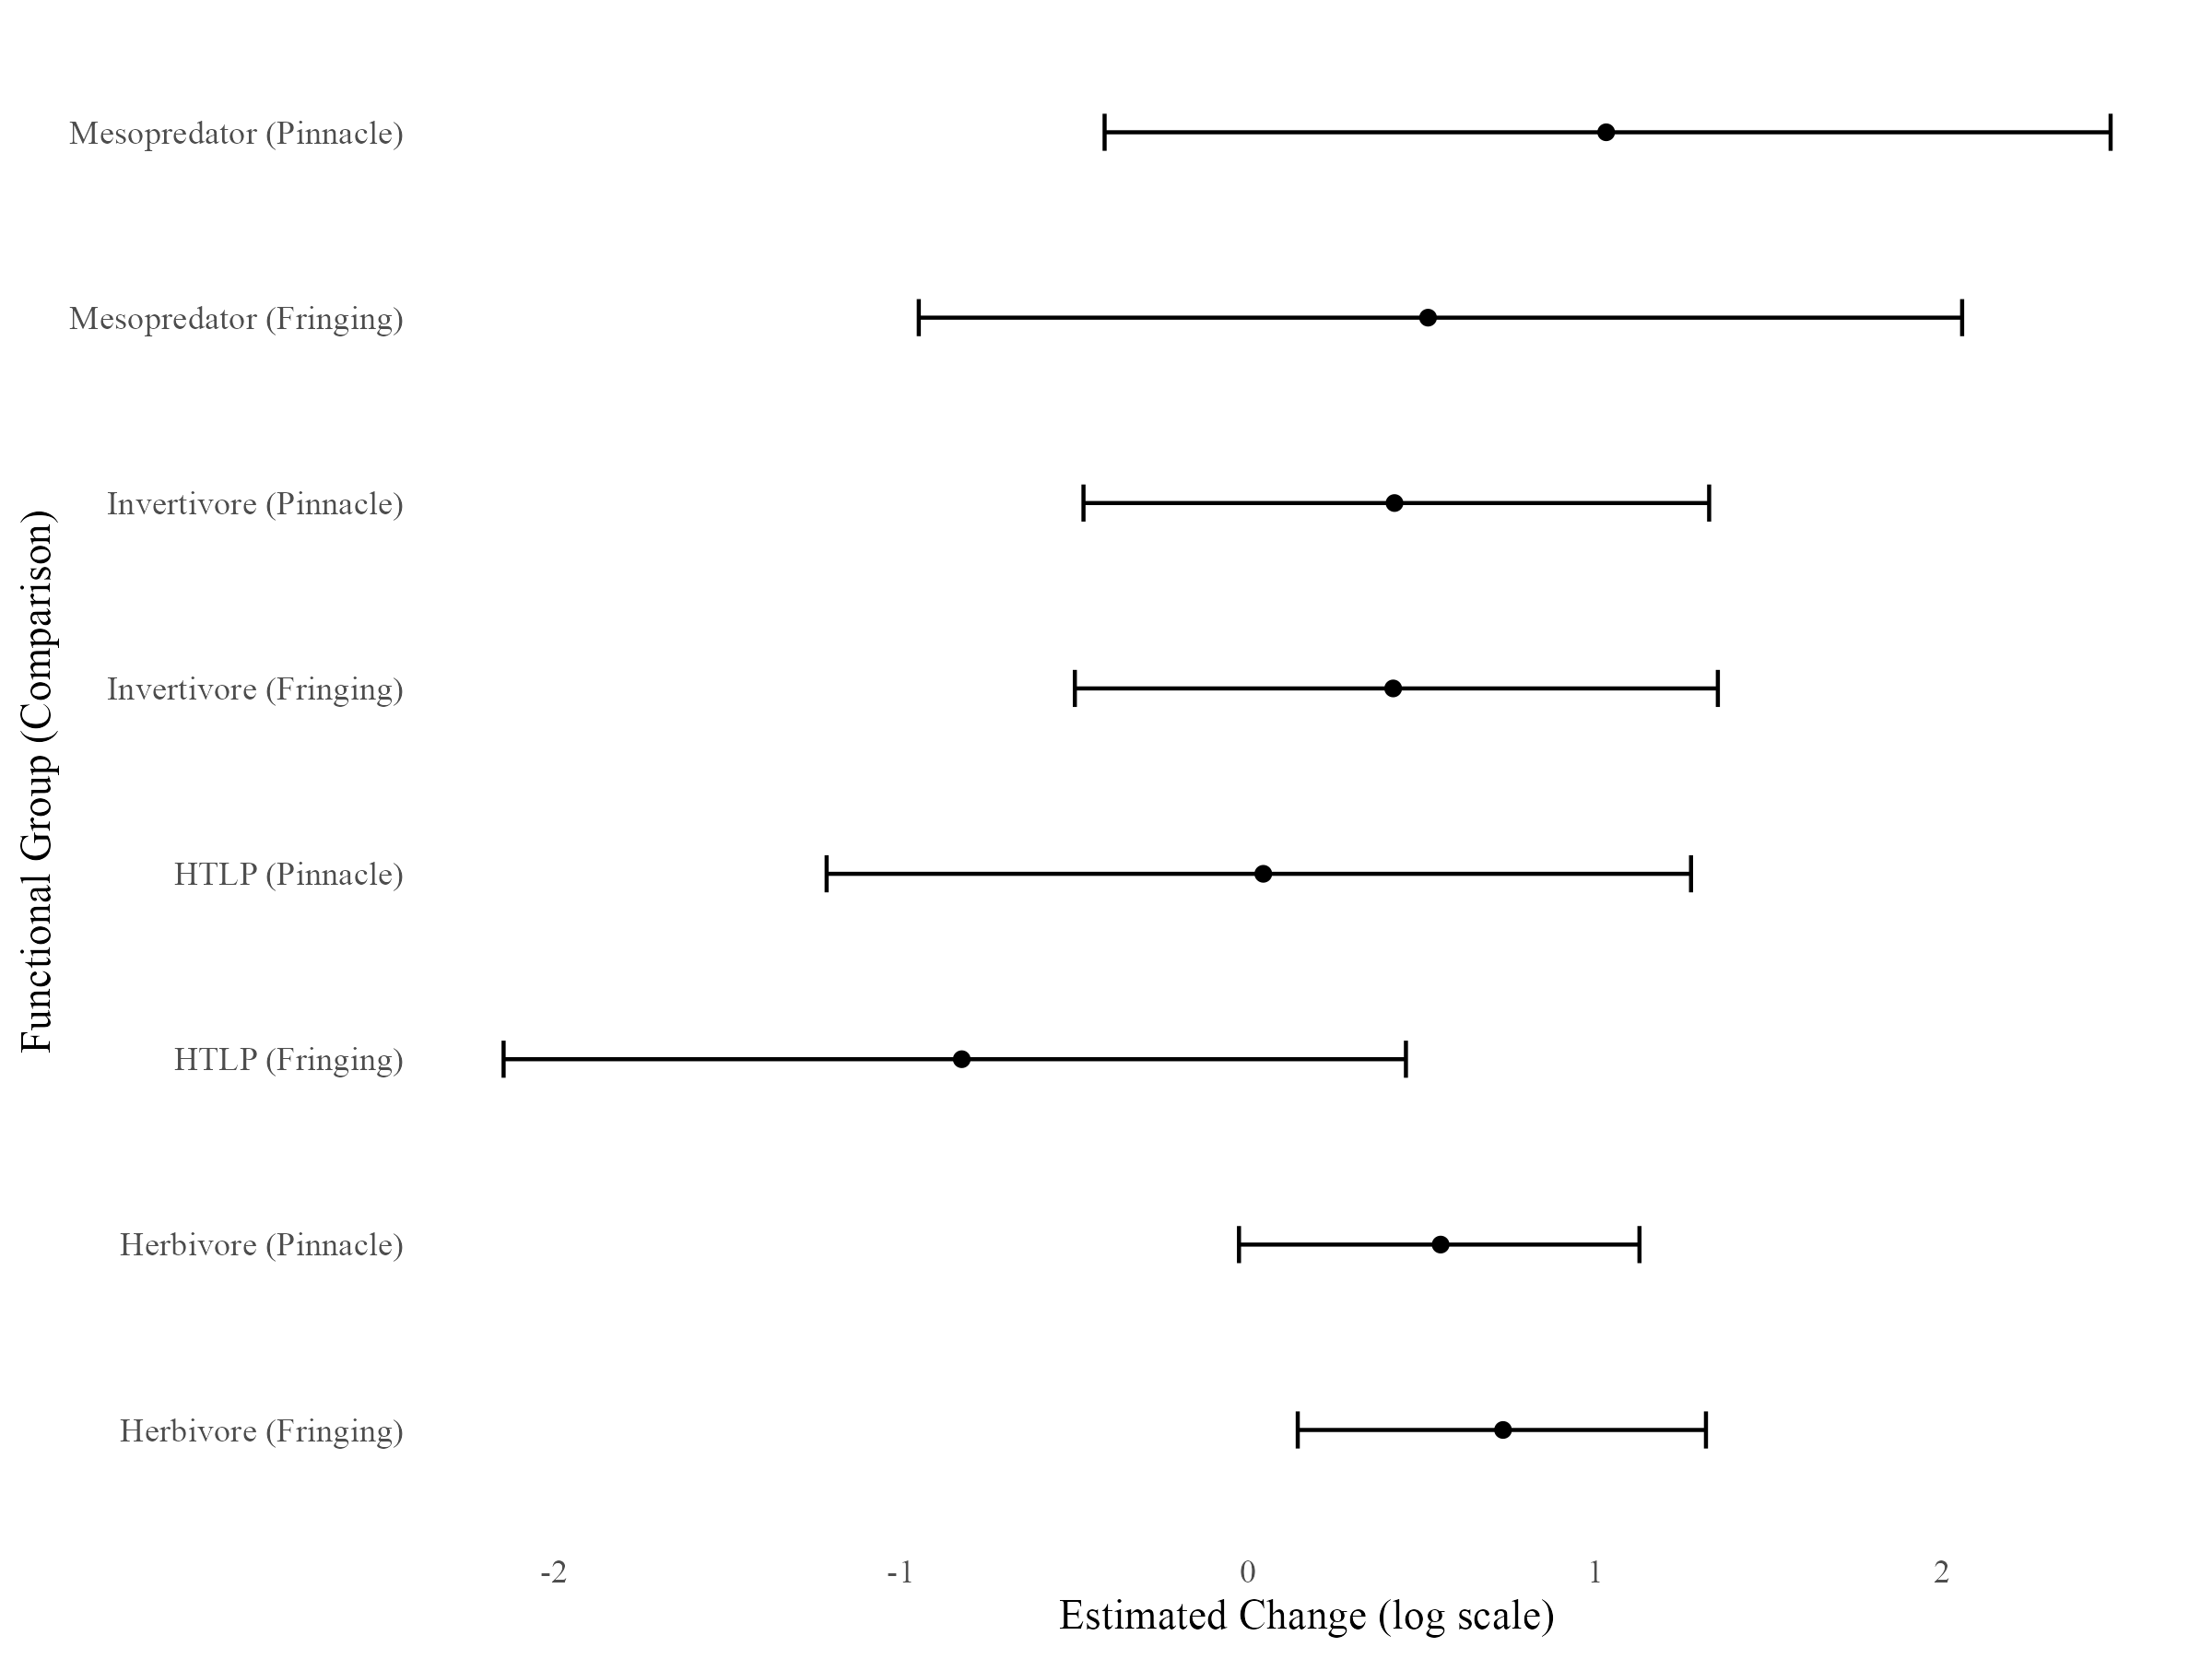 Functional Group (Comparison)
Mesopredator (Pinnacle)
Mesopredator (Fringing)
Invertivore (Pinnacle)
Invertivore (Fringing)
HTLP (Pinnacle)
HTLP (Fringing)
Herbivore (Pinnacle)
Herbivore (Fringing)
-2 -1 0 1 2
Estimated Change (log scale)